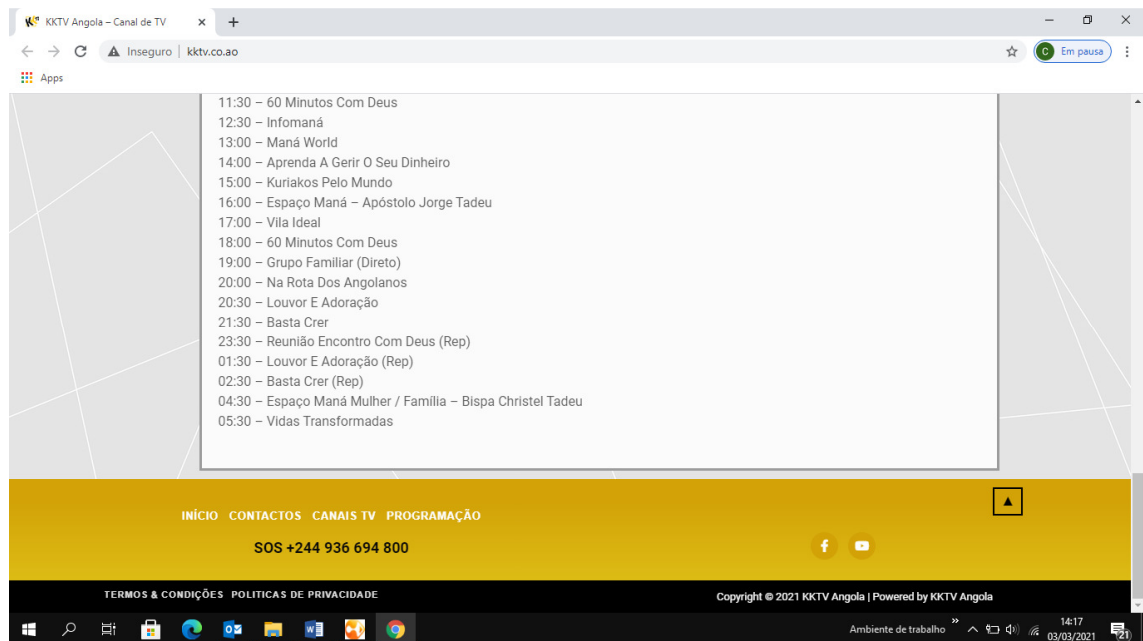 KKTV Angola – Canal de TV
Inseguro | kktv.co.ao
Em pausa
C
Apps
11:30 – 60 Minutos Com Deus
12:30 – Infomaná
13:00 – Maná World
14:00 – Aprenda A Gerir O Seu Dinheiro
15:00 – Kuriakos Pelo Mundo
16:00 – Espaço Maná – Apóstolo Jorge Tadeu
17:00 – Vila Ideal
18:00 – 60 Minutos Com Deus
19:00 – Grupo Familiar (Direto)
20:00 – Na Rota Dos Angolanos
20:30 – Louvor E Adoração
21:30 – Basta Crer
23:30 – Reunião Encontro Com Deus (Rep)
01:30 – Louvor E Adoração (Rep)
02:30 – Basta Crer (Rep)
04:30 – Espaço Maná Mulher / Família – Bispa Christel Tadeu
05:30 – Vidas Transformadas
INÍCIO CONTACTOS CANAIS TV PROGRAMAÇÃO
SOS +244 936 694 800
TERMOS & CONDIÇÕES POLITICAS DE PRIVACIDADE
Copyright © 2021 KKTV Angola | Powered by KKTV Angola
Ambiente de trabalho
14:17
03/03/2021
21